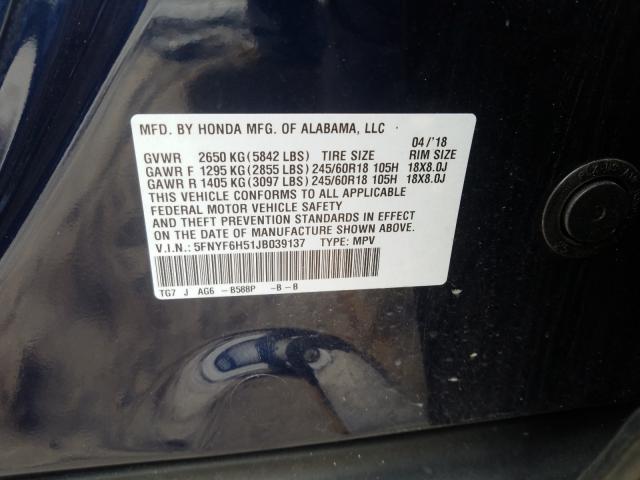 MFD. BY HONDA MFG. OF ALABAMA, LLC 04/'18
GVWR 2650 KG (5842 LBS) TIRE SIZE RIM SIZE
GAWR F 1295 KG (2855 LBS) 245/60R18 105H 18X8.0J
GAWR R 1405 KG (3097 LBS) 245/60R18 105H 18X8.0J
THIS VEHICLE CONFORMS TO ALL APPLICABLE
FEDERAL MOTOR VEHICLE SAFETY
AND THEFT PREVENTION STANDARDS IN EFFECT
ON THE DATE OF MANUFACTURE SHOWN ABOVE.
V.I.N.: 5FNYF6H51JB039137 TYPE: MPV
TG7 J AG6 -B588P -B-B